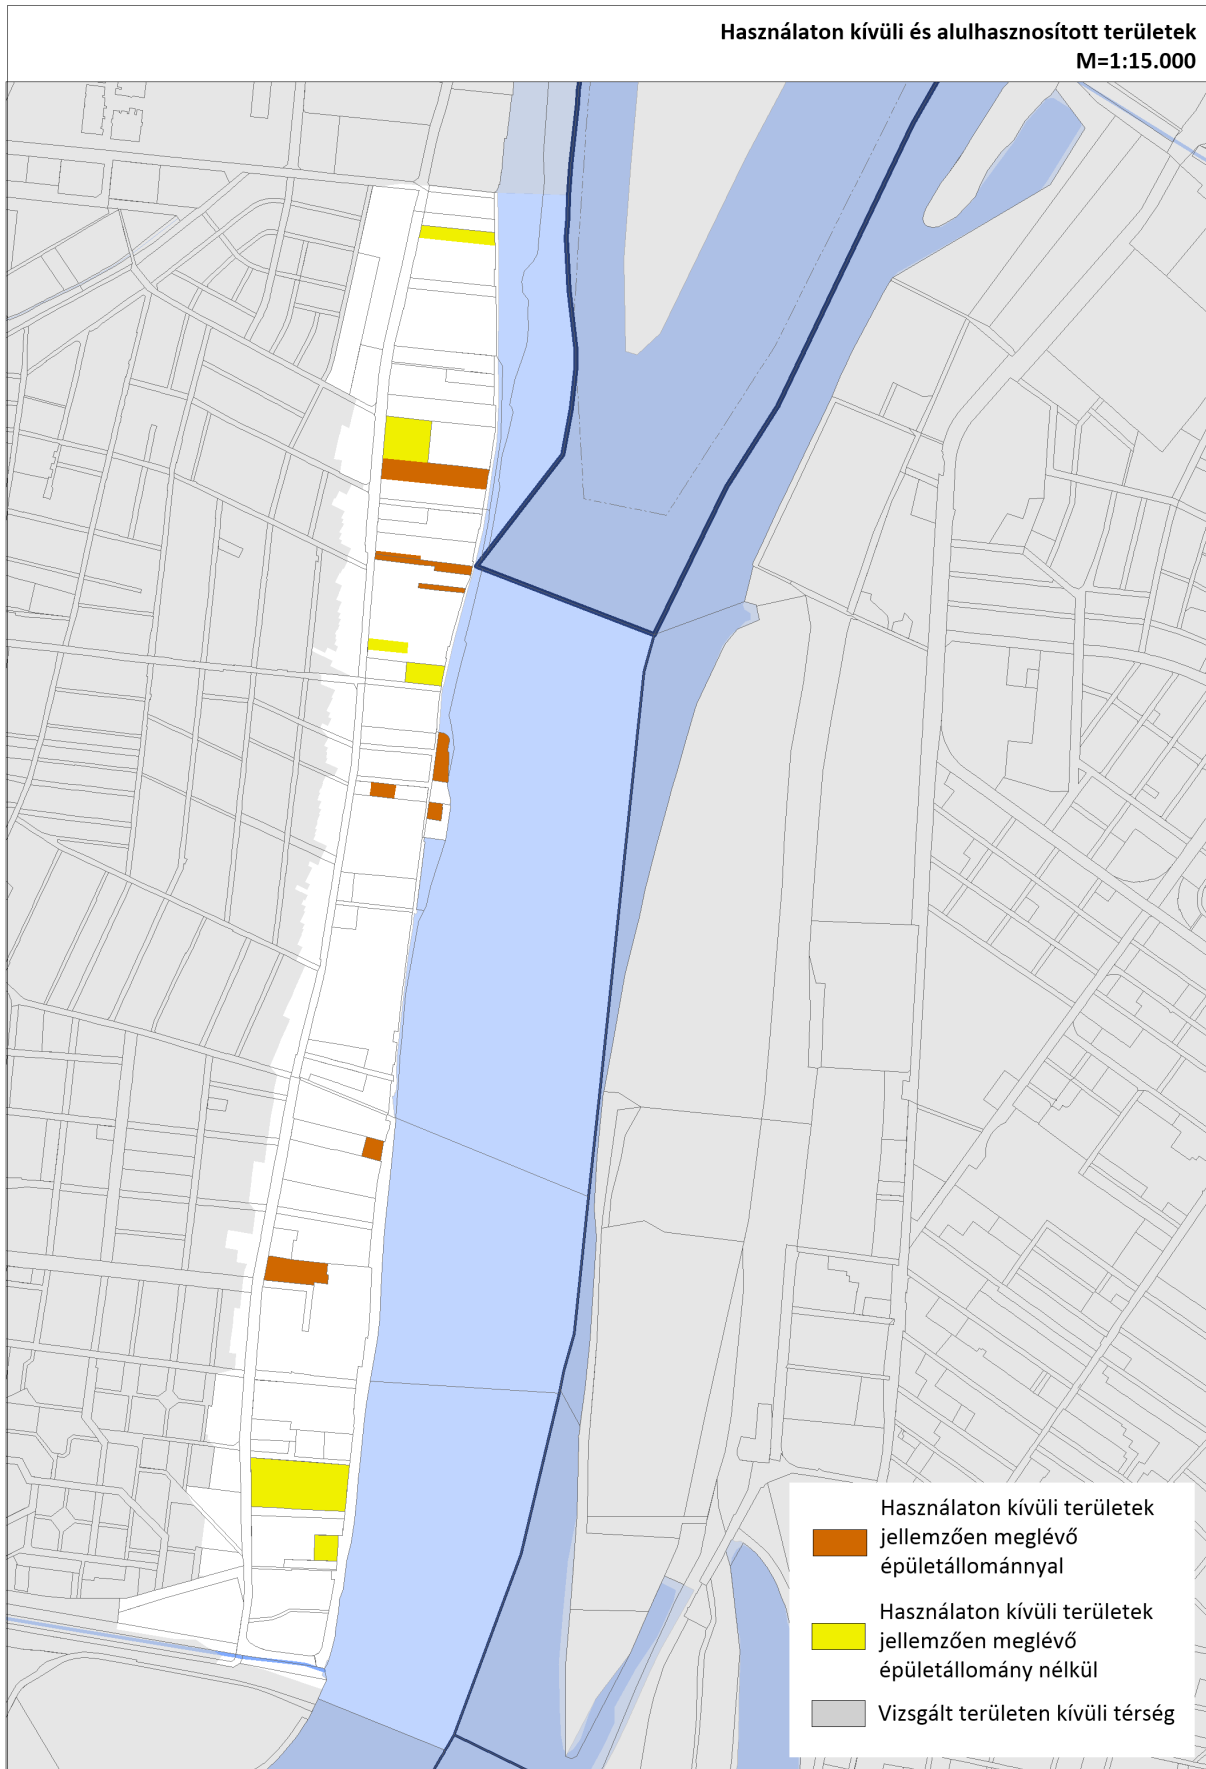 Használaton kívüli és alulhasznosított területek
M=1:15.000
Használaton kívüli területek
jellemzően meglévő
épületállománnyal
Használaton kívüli területek
jellemzően meglévő
épületállomány nélkül
Vizsgált területen kívüli térség